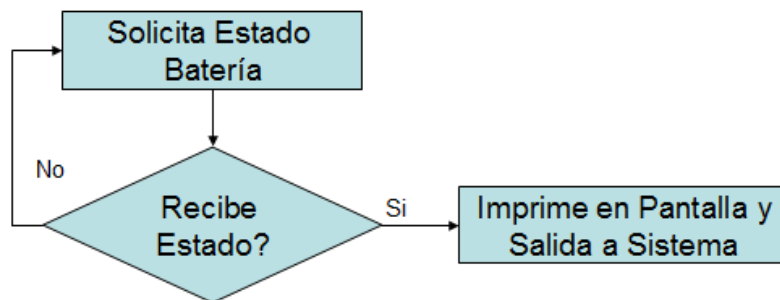 Solicita Estado
Batería
No
Recibe
Estado?
Si
Imprime en Pantalla y
Salida a Sistema